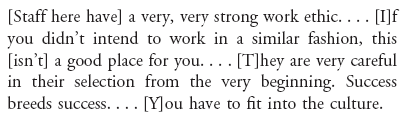 [Staff here have] a very, very strong work ethic. . . . [I]f
you didn’t intend to work in a similar fashion, this
[isn’t] a good place for you. . . . [T]hey are very careful
in their selection from the very beginning. Success
breeds success. . . . [Y]ou have to fit into the culture.